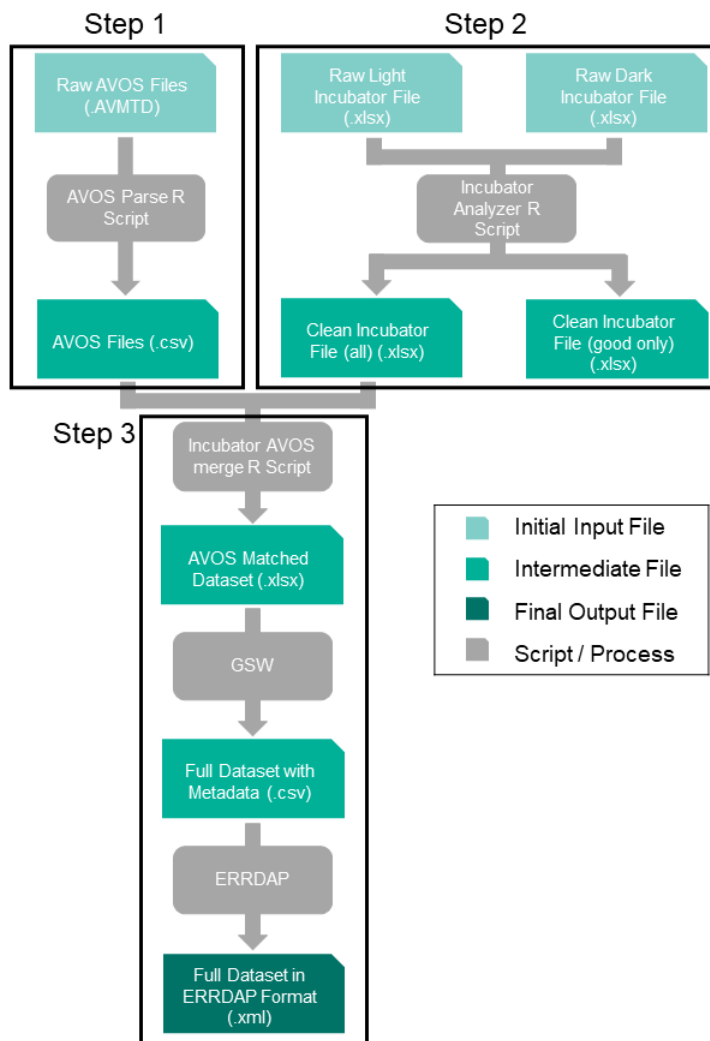 Step 1
Raw AVOS Files
(.AVMTD)
AVOS Parse R
Script
AVOS Files (.csv)
Step 2
Raw Light
Incubator File
(.xlsx)
Raw Dark
Incubator File
(.xlsx)
Incubator
Analyzer R
Script
Clean Incubator
File (all) (.xlsx)
Clean Incubator
File (good only)
(.xlsx)
Step 3
Incubator AVOS
merge R Script
AVOS Matched
Dataset (.xlsx)
GSW
Full Dataset with
Metadata (.csv)
ERRDAP
Full Dataset in
ERRDAP Format
(.xml)
Initial Input File
Intermediate File
Final Output File
Script / Process